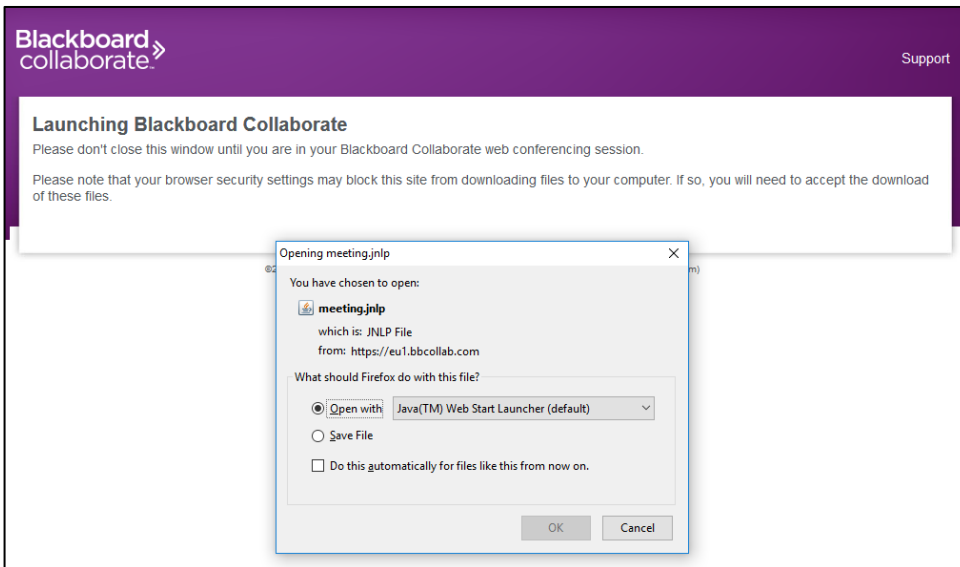 Blackboard
collaborate™
Support
Launching Blackboard Collaborate
Please don't close this window until you are in your Blackboard Collaborate web conferencing session.
Please note that your browser security settings may block this site from downloading files to your computer. If so, you will need to accept the download
of these files.
Opening meeting.jnlp
©2
m)
You have chosen to open:
meeting.jnlp
which is: JNLP File
from: https://eu1.bbcollab.com
What should Firefox do with this file?
Open with Java(TM) Web Start Launcher (default)
Save File
Do this automatically for files like this from now on.
OK Cancel